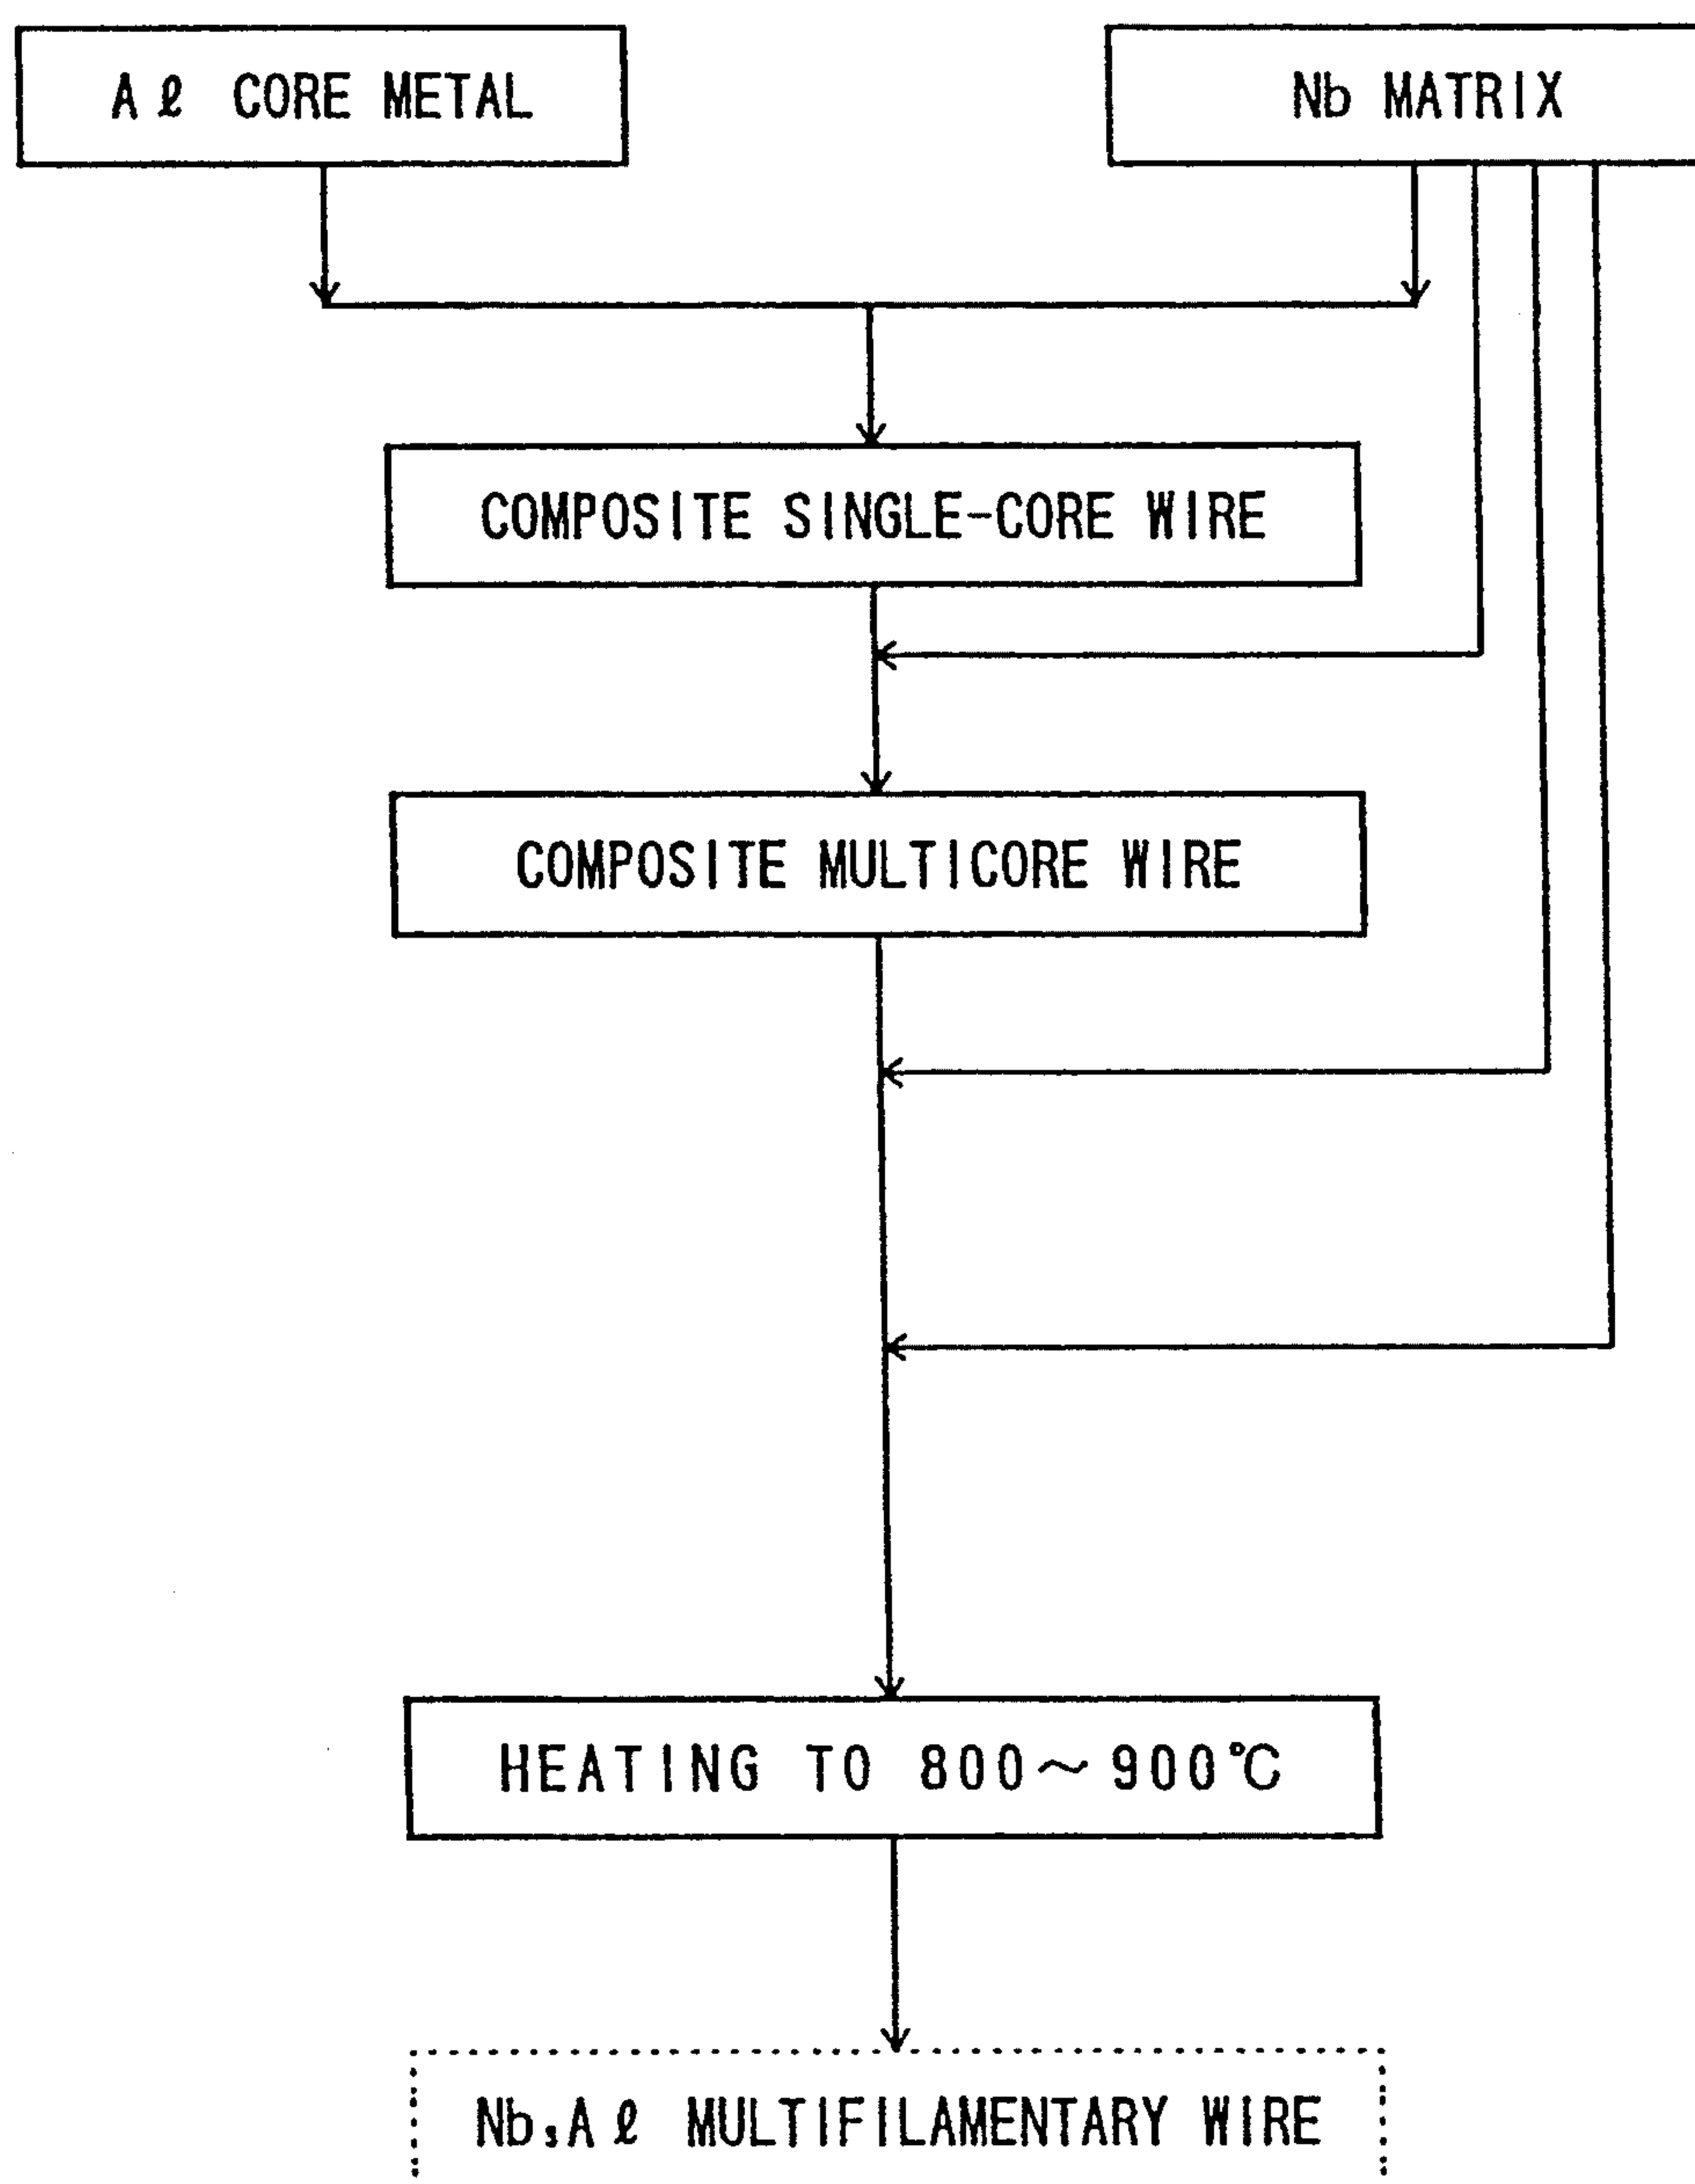 Aℓ CORE METAL
Nb MATRIX
COMPOSITE SINGLE-CORE WIRE
COMPOSITE MULTICORE WIRE
HEATING TO 800~900℃
Nb₃Aℓ MULTIFILAMENTARY WIRE